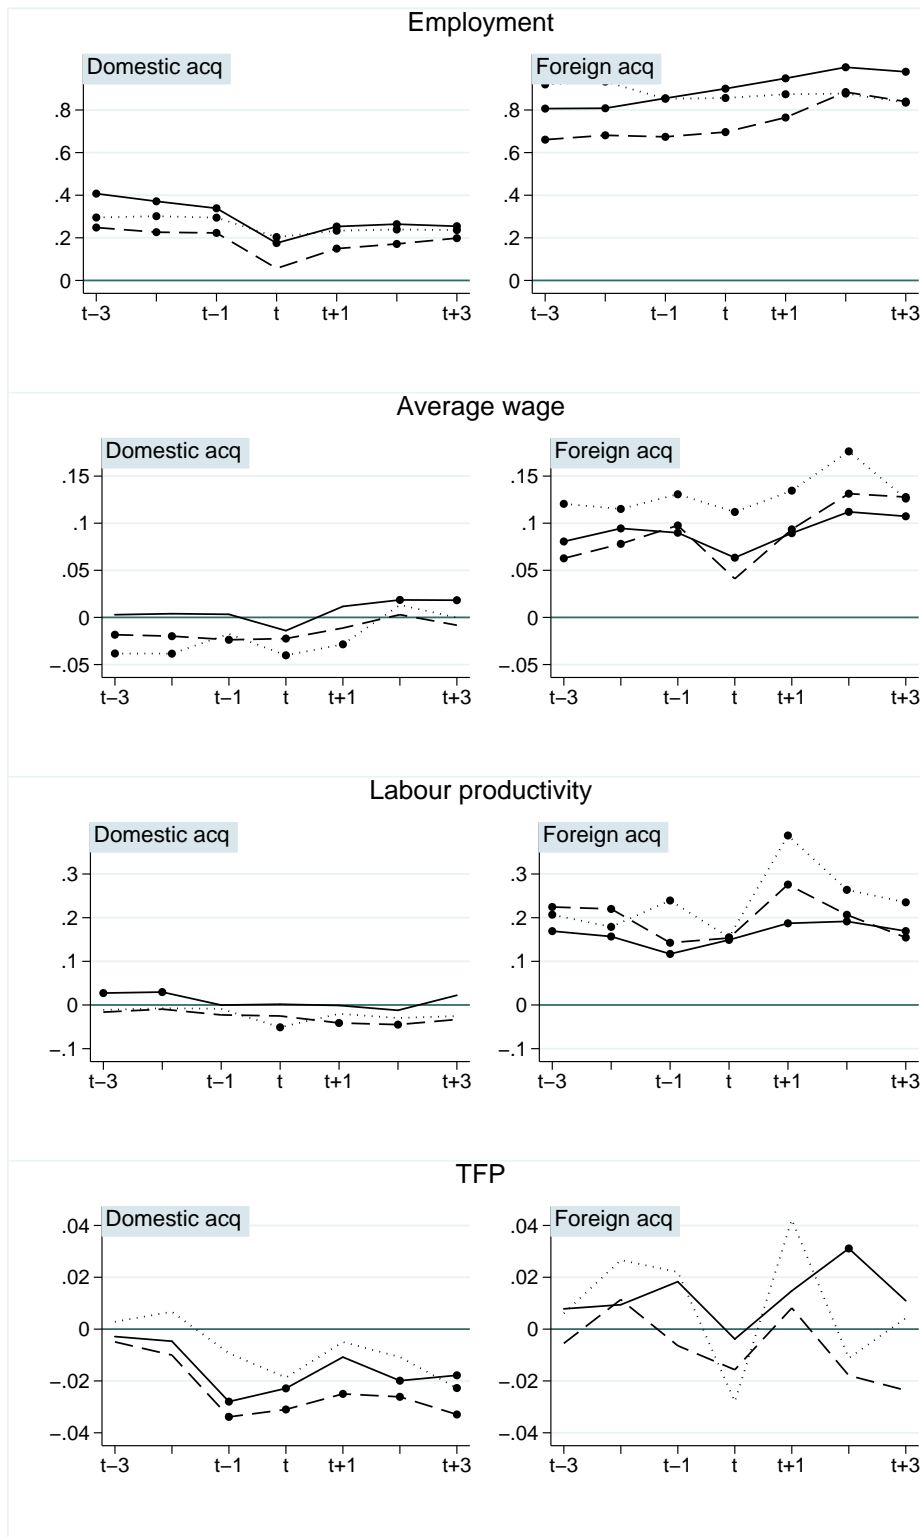 Employment
Domestic acq
Foreign acq
.8
.6
.4
.2
0
t–3
t–1
t
t+1
t+3
.8
.6
.4
.2
0
t–3
t–1
t
t+1
t+3
Average wage
Domestic acq
Foreign acq
.15
.1
.05
0
–.05
t–3
t–1
t
t+1
t+3
.15
.1
.05
0
–.05
t–3
t–1
t
t+1
t+3
Labour productivity
Domestic acq
Foreign acq
.3
.2
.1
0
–.1
t–3
t–1
t
t+1
t+3
.3
.2
.1
0
–.1
t–3
t–1
t
t+1
t+3
TFP
Domestic acq
Foreign acq
.04
.02
0
–.02
–.04
t–3
t–1
t
t+1
t+3
.04
.02
0
–.02
–.04
t–3
t–1
t
t+1
t+3